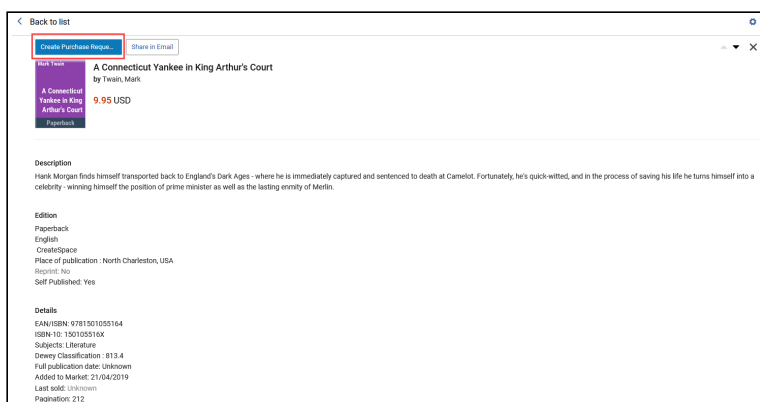 Back to list
Create Purchase Reque...
Share in Email
Mark Twain
A Connecticut
Yankee in King
Arthur's Court
Paperback
A Connecticut Yankee in King Arthur's Court
by Twain, Mark
9.95 USD
Description
Hank Morgan finds himself transported back to England's Dark Ages - where he is immediately captured and sentenced to death at Camelot. Fortunately, he's quick-witted, and in the process of saving his life he turns himself into a
celebrity - winning himself the position of prime minister as well as the lasting enmity of Merlin.
Edition
Paperback
English
CreateSpace
Place of publication : North Charleston, USA
Reprint: No
Self Published: Yes
Details
EAN/ISBN: 9781501055164
ISBN-10: 150105516X
Subjects: Literature
Dewey Classification : 813.4
Full publication date: Unknown
Added to Market: 21/04/2019
Last sold: Unknown
Pagination: 212